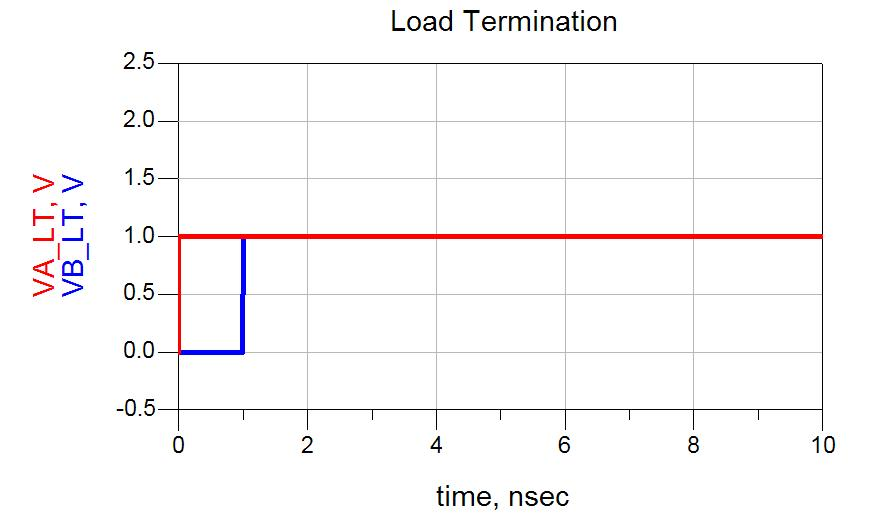 Load Termination
VA_LT, V
VB_LT, V
2.5
2.0
1.5
1.0
0.5
0.0
-0.5
0 2 4 6 8 10
time, nsec